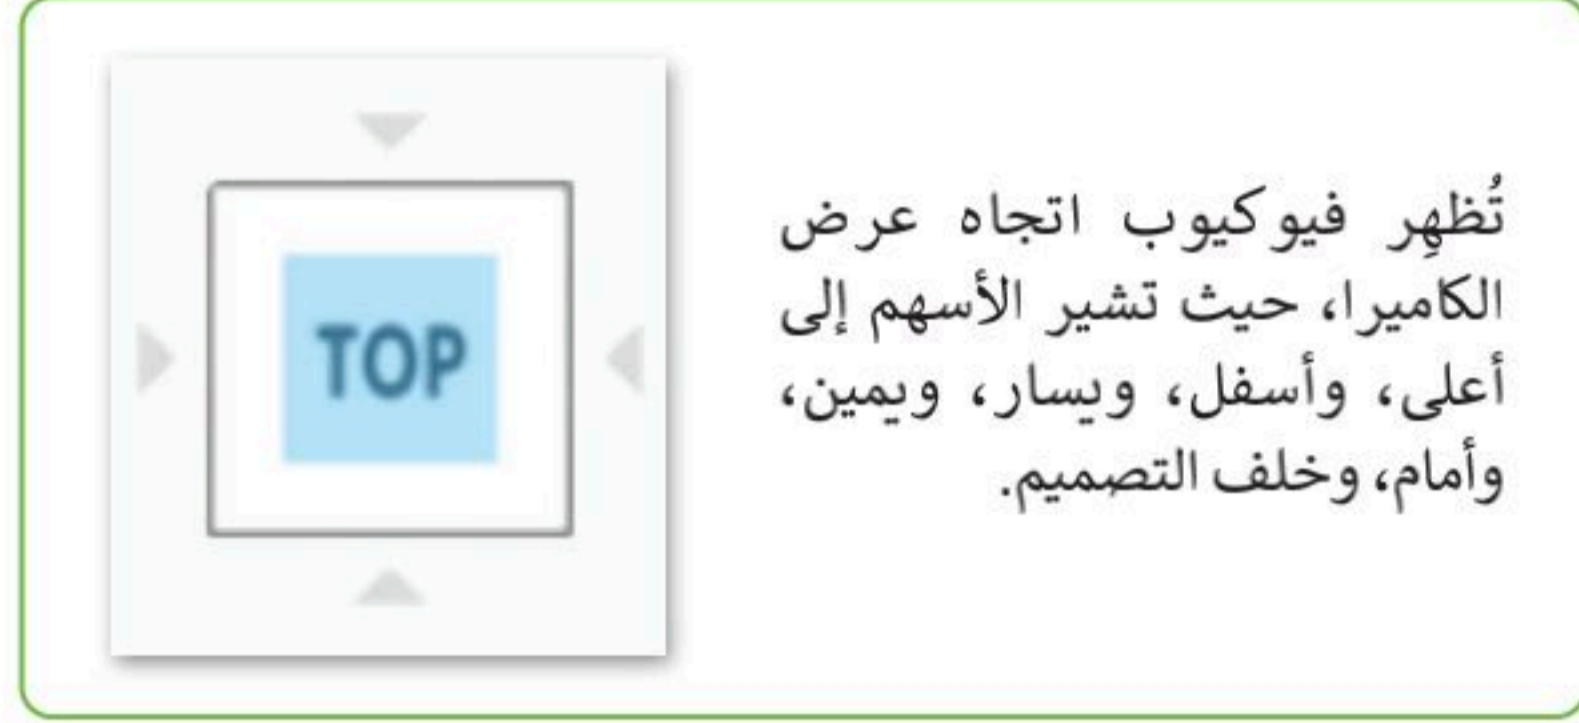 تُظهِر فيوكيوب اتجاه عرض
الكاميرا، حيث تشير الأسهم إلى
أعلى، وأسفل، ويسار، ويمين،
وأمام، وخلف التصميم.
TOP